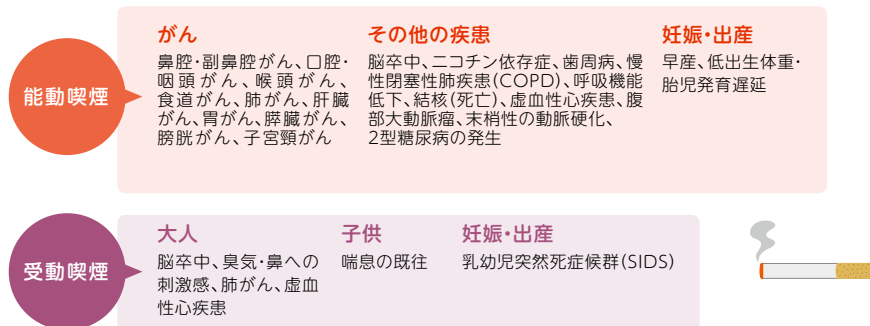 能動喫煙
がん
鼻腔・副鼻腔がん、口腔・
咽頭がん、喉頭がん、
食道がん、肺がん、肝臓
がん、胃がん、膵臓がん、
膀胱がん、子宮頸がん
その他の疾患
脳卒中、ニコチン依存症、歯周病、慢
性閉塞性肺疾患(COPD)、呼吸機能
低下、結核(死亡)、虚血性心疾患、腹
部大動脈瘤、末梢性の動脈硬化、
2型糖尿病の発生
妊娠・出産
早産、低出生体重・
胎児発育遅延
受動喫煙
大人
脳卒中、臭気・鼻への
刺激感、肺がん、虚血
性心疾患
子供
喘息の既往
妊娠・出産
乳幼児突然死症候群(SIDS)